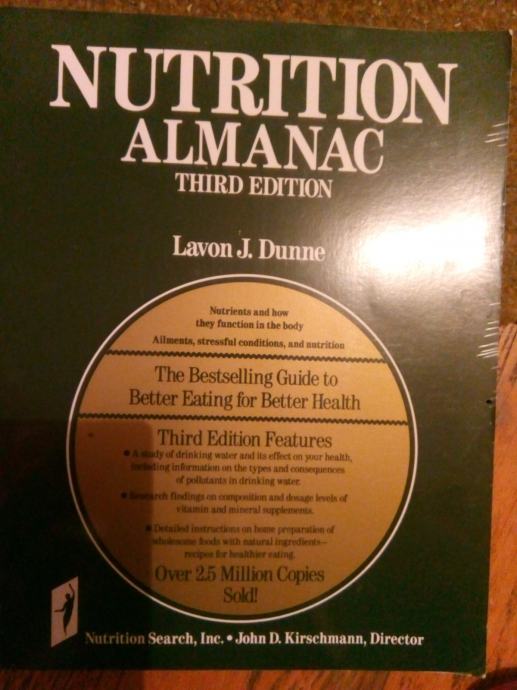 NUTRITION
ALMANAC
THIRD EDITION
Lavon J. Dunne
Nutrients and how
they function in the body
Ailments, stressful conditions, and nutrition
The Bestselling Guide to
Better Eating for Better Health
Third Edition Features
• A study of drinking water and its effect on your health,
including information on the types and consequences
of pollutants in drinking water.
• Research findings on composition and dosage levels of
vitamin and mineral supplements.
• Detailed instructions on home preparation of
wholesome foods with natural ingredients—
recipes for healthier eating.
Over 2.5 Million Copies
Sold!
Nutrition Search, Inc. • John D. Kirschmann, Director